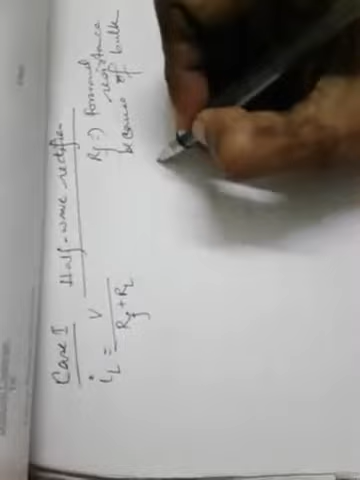 Case I Half-wave rectifier
i_L = V / (R_f + R_L)
R_f => forward
resistance
because of bulk